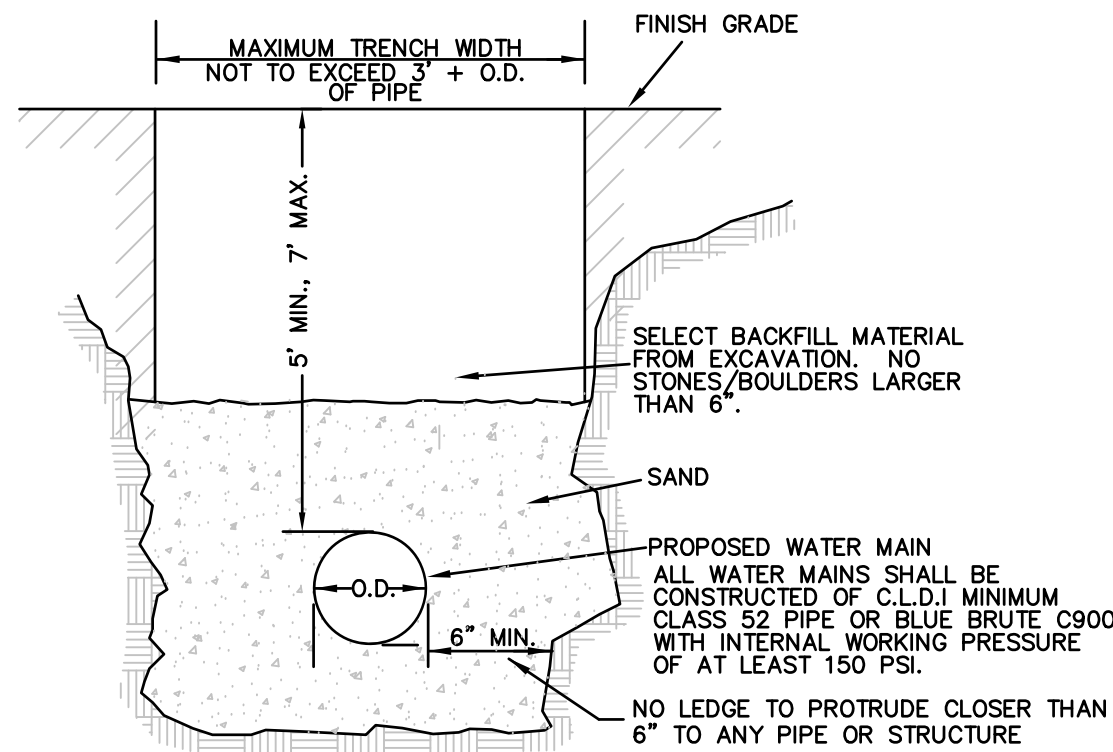 FINISH GRADE
MAXIMUM TRENCH WIDTH
NOT TO EXCEED 3' + O.D.
OF PIPE
5' MIN., 7' MAX.
SELECT BACKFILL MATERIAL
FROM EXCAVATION. NO
STONES/BOULDERS LARGER
THAN 6".
SAND
PROPOSED WATER MAIN
ALL WATER MAINS SHALL BE
CONSTRUCTED OF C.L.D.I MINIMUM
CLASS 52 PIPE OR BLUE BRUTE C900
WITH INTERNAL WORKING PRESSURE
OF AT LEAST 150 PSI.
O.D.
6" MIN.
NO LEDGE TO PROTRUDE CLOSER THAN
6" TO ANY PIPE OR STRUCTURE